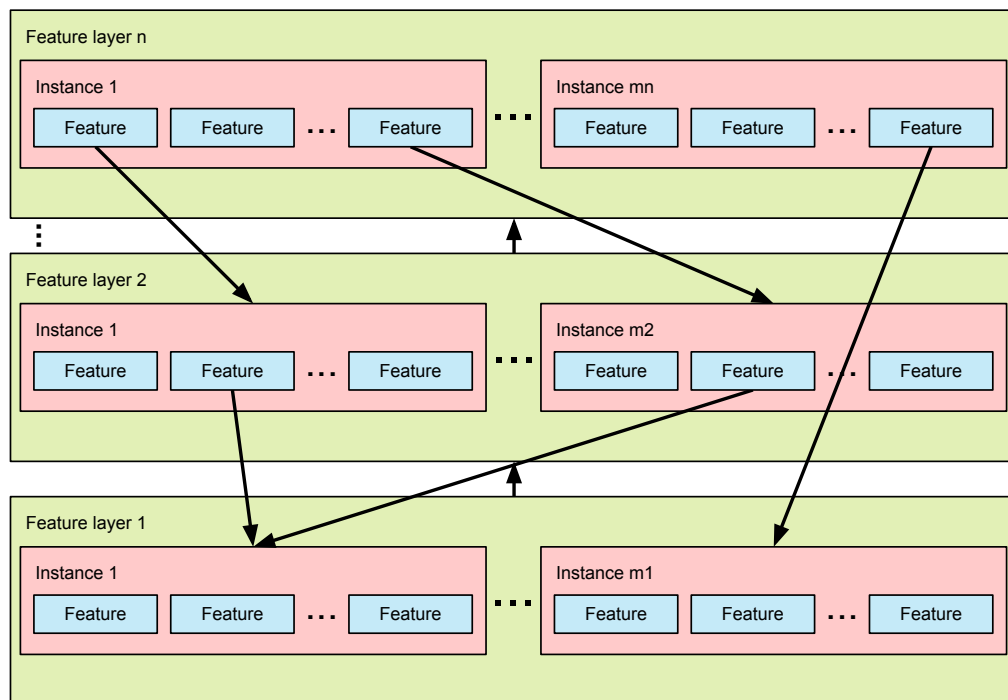 Feature layer n
Instance 1
Instance mn
Feature Feature ... Feature ... Feature Feature ... Feature
...
Feature layer 2
Instance 1
Instance m2
Feature Feature ... Feature ... Feature Feature ... Feature
Feature layer 1
Instance 1
Instance m1
Feature Feature ... Feature ... Feature Feature ... Feature